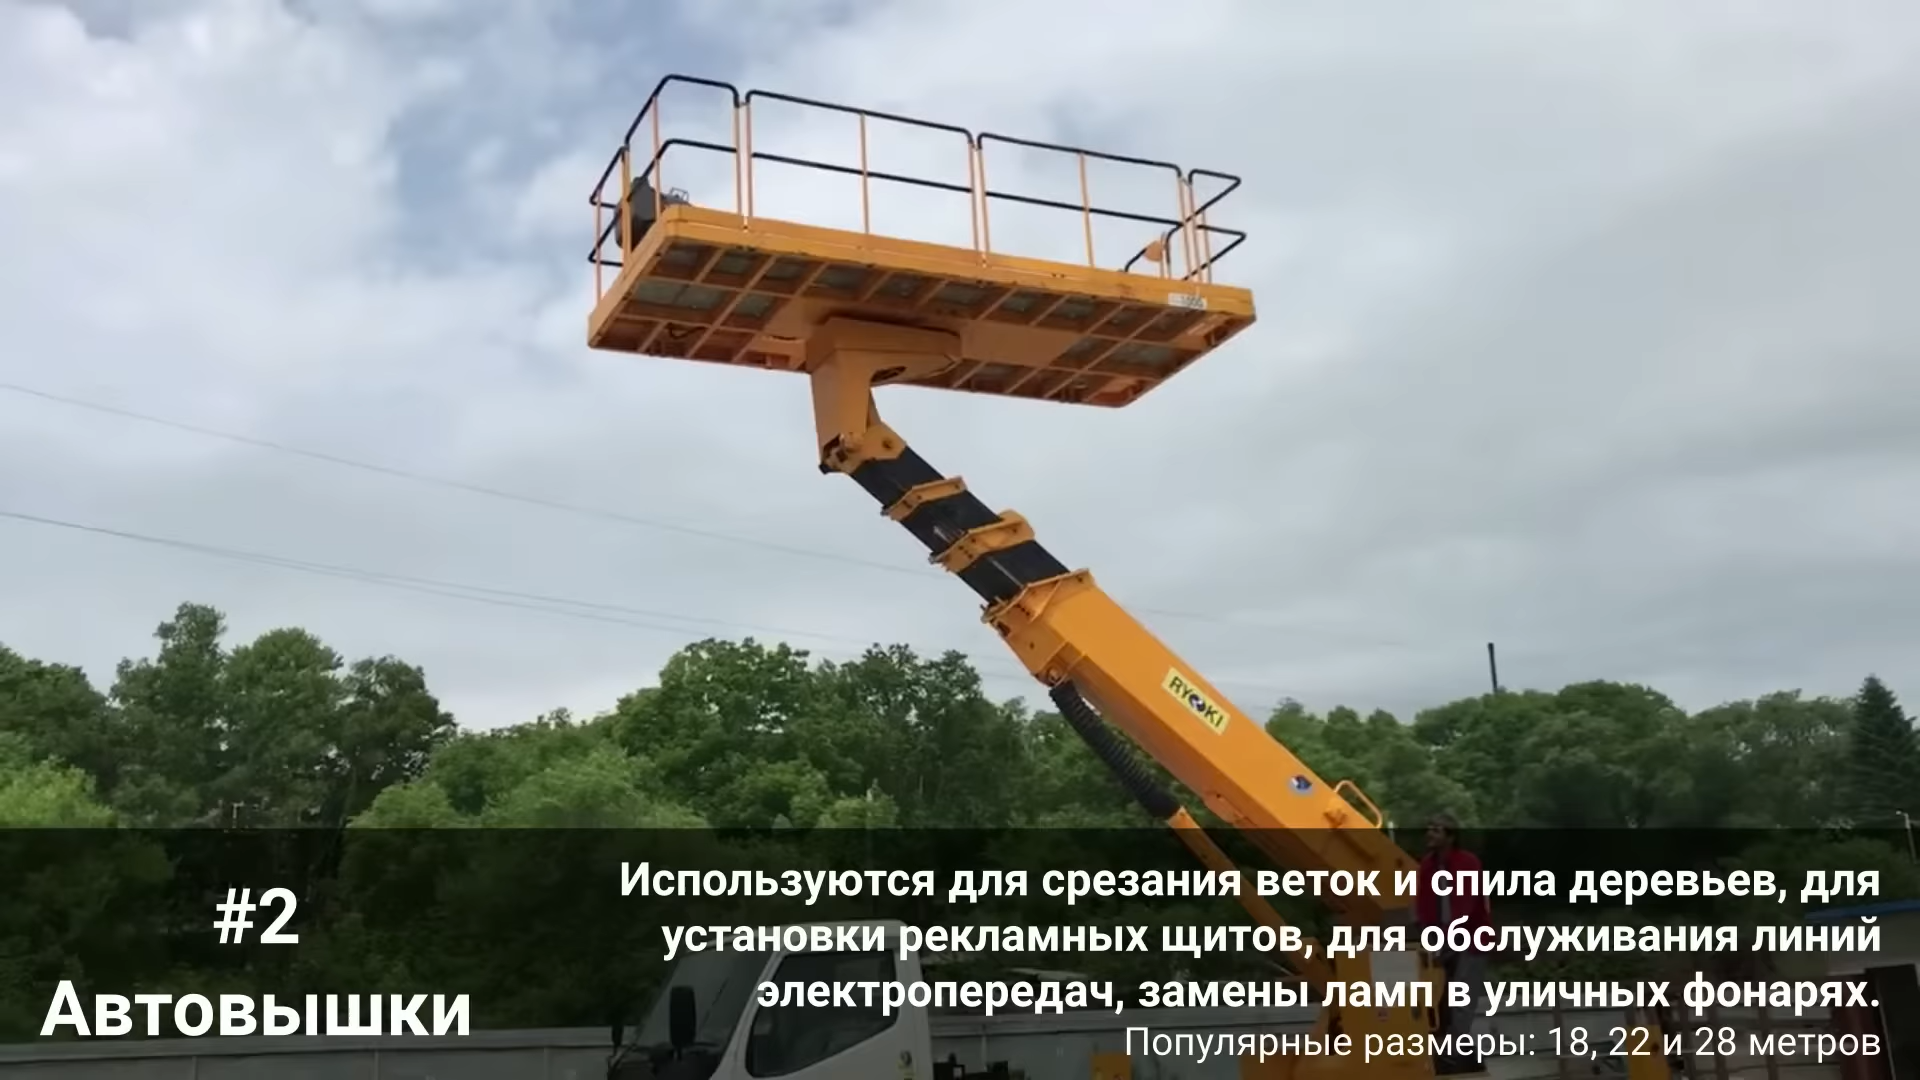 1000
RYOKI
#2
Автовышки
Используются для срезания веток и спила деревьев, для
установки рекламных щитов, для обслуживания линий
электропередач, замены ламп в уличных фонарях.
Популярные размеры: 18, 22 и 28 метров